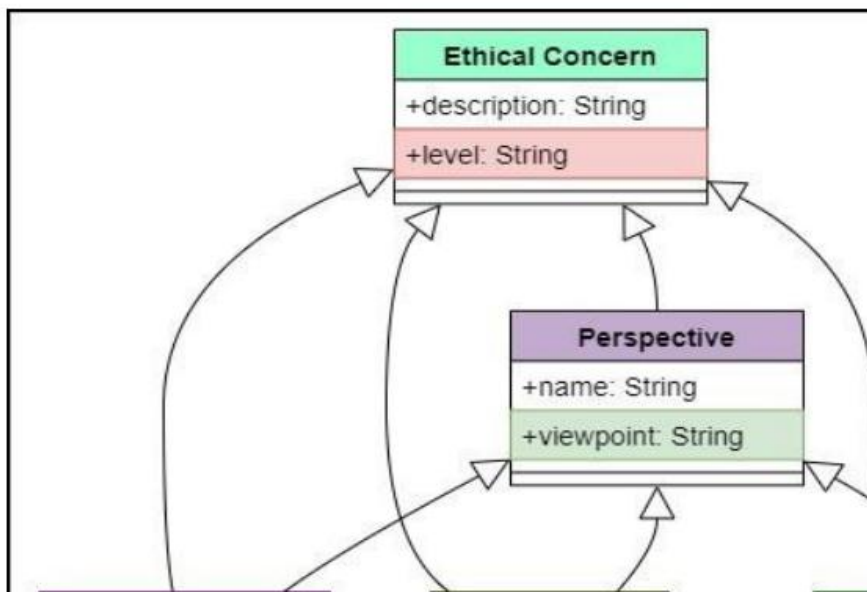 Ethical Concern
+description: String
+level: String
Perspective
+name: String
+viewpoint: String